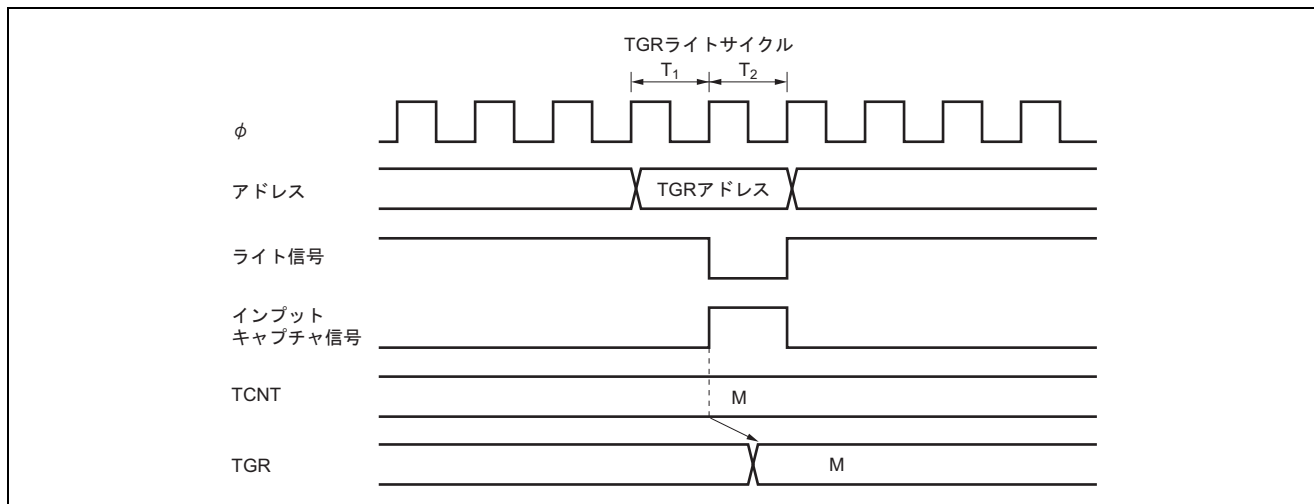 TGRライトサイクル
T₁ T₂
φ
アドレス TGRアドレス
ライト信号
インプット
キャプチャ信号
TCNT M
TGR M